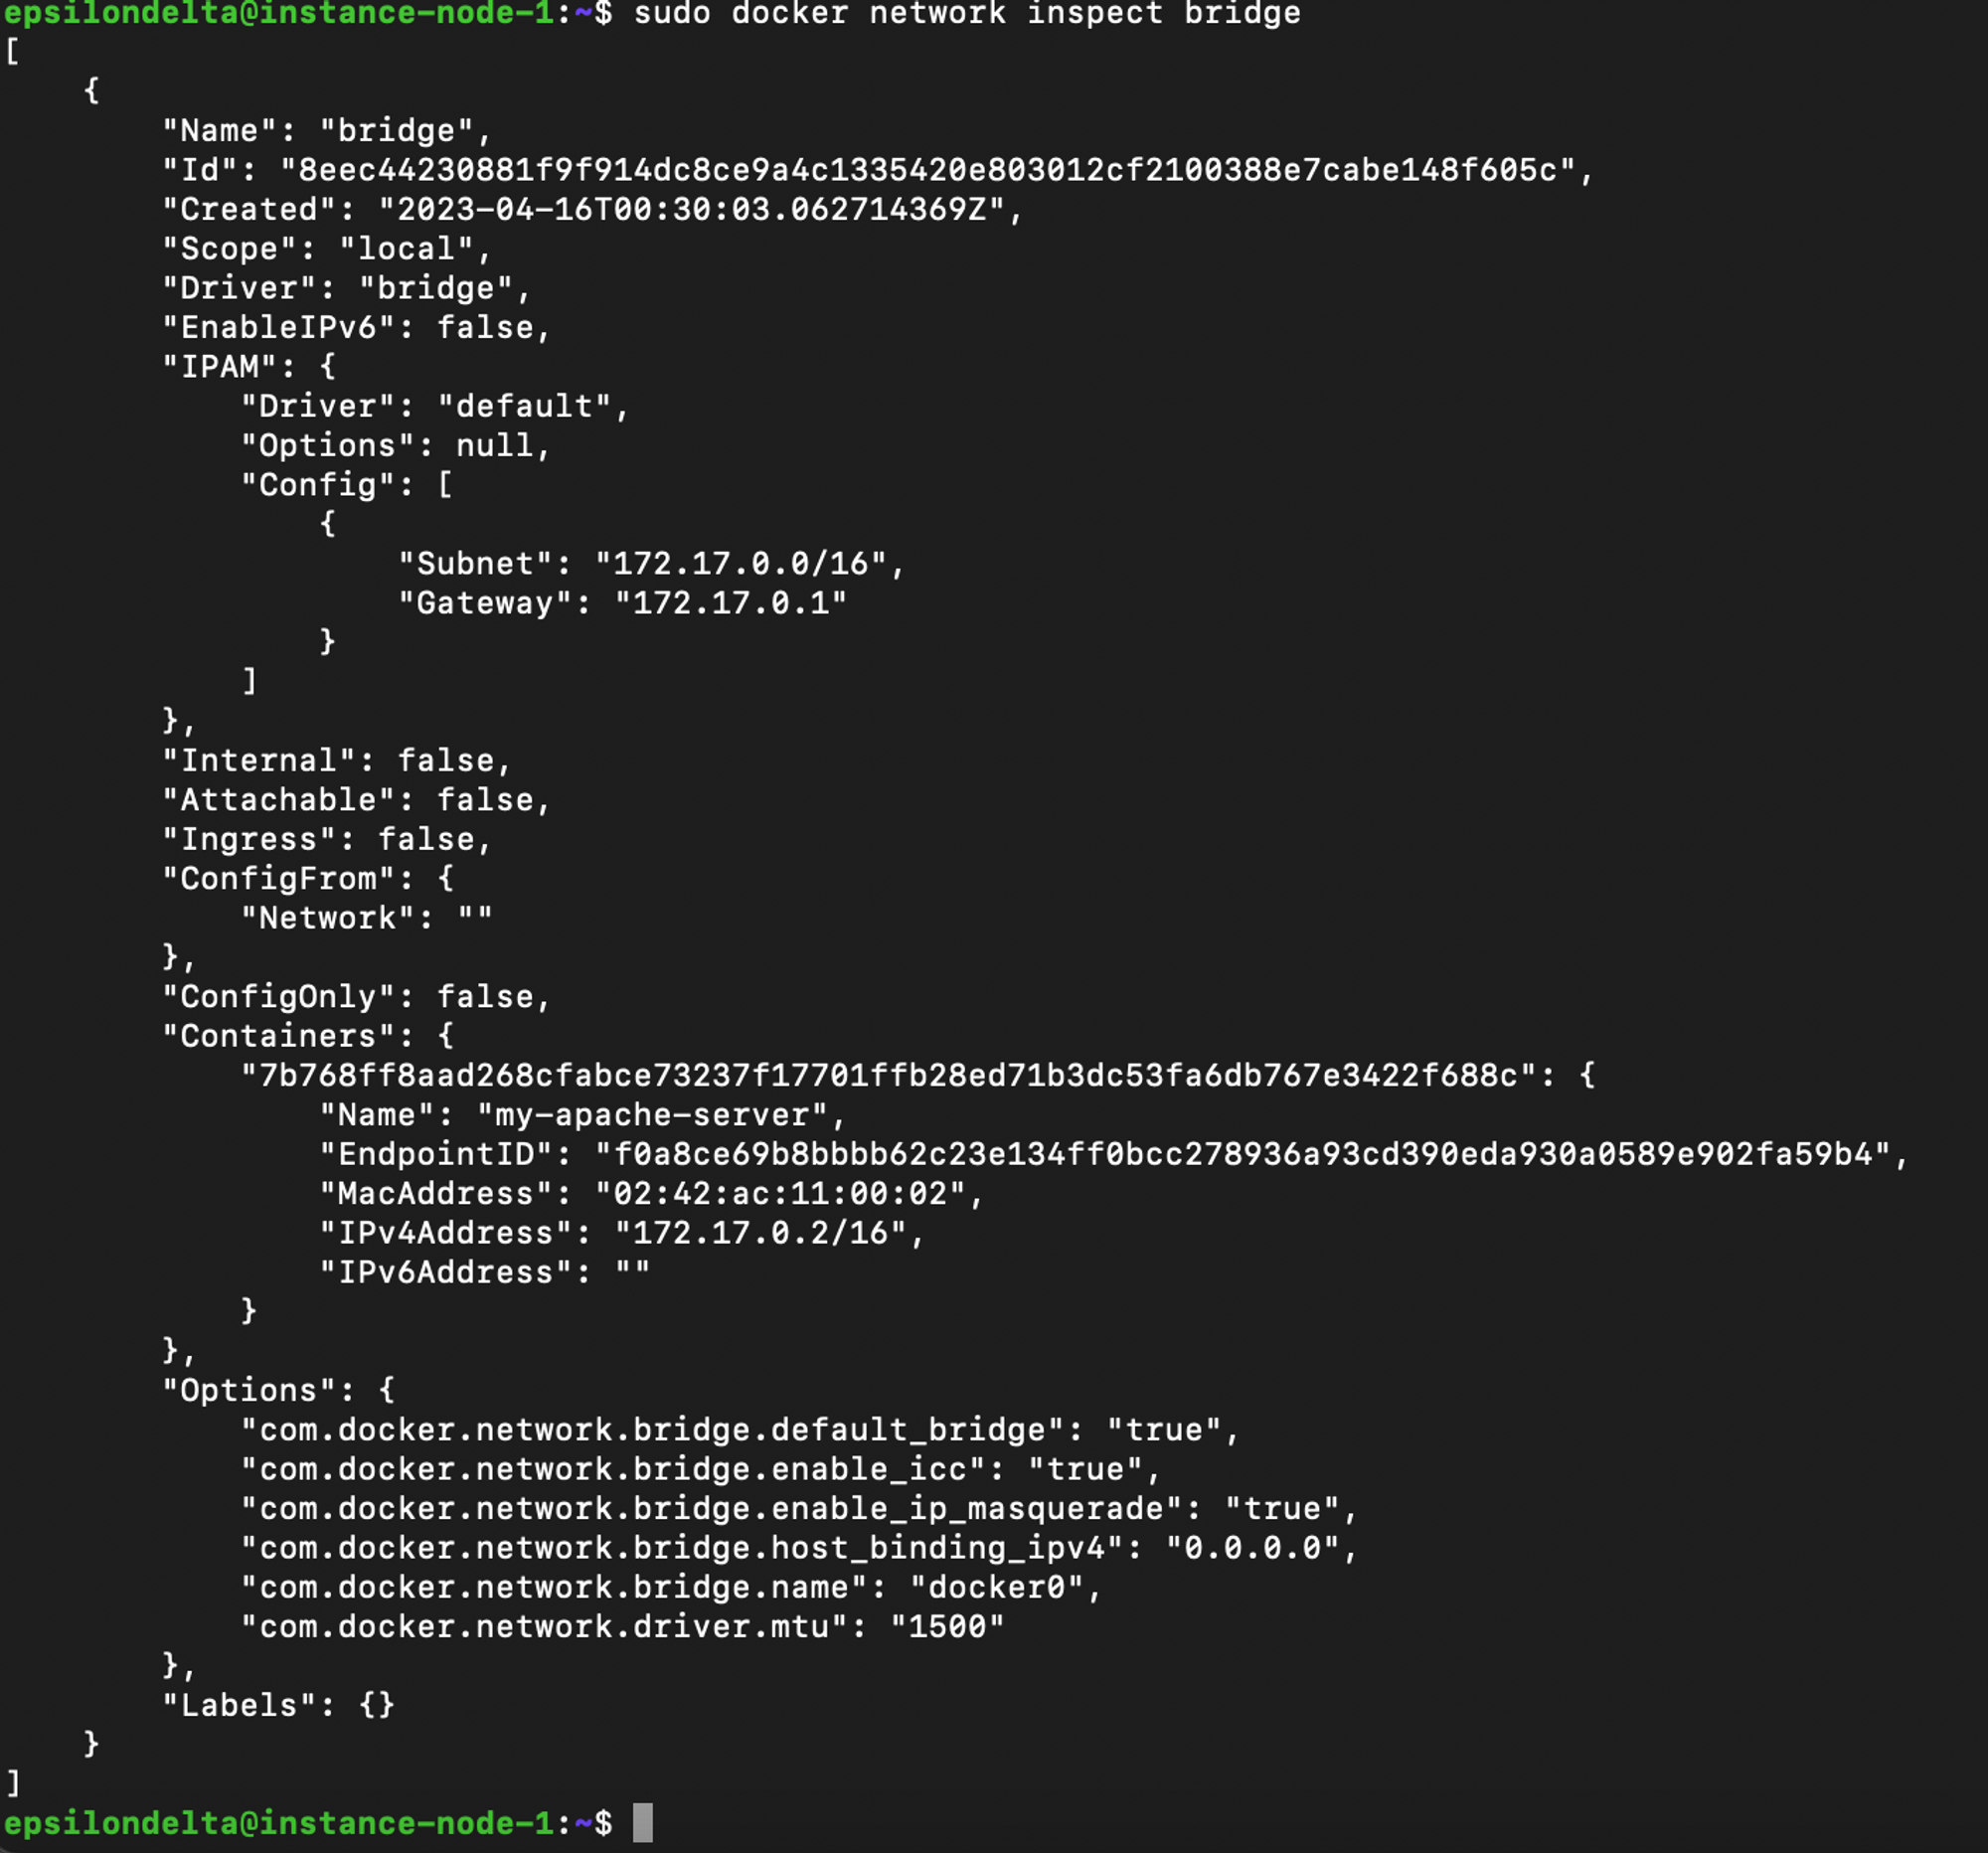 epsilondelta@instance-node-1:~$ sudo docker network inspect bridge
[
    {
        "Name": "bridge",
        "Id": "8eec44230881f9f914dc8ce9a4c1335420e803012cf2100388e7cabe148f605c",
        "Created": "2023-04-16T00:30:03.062714369Z",
        "Scope": "local",
        "Driver": "bridge",
        "EnableIPv6": false,
        "IPAM": {
            "Driver": "default",
            "Options": null,
            "Config": [
                {
                    "Subnet": "172.17.0.0/16",
                    "Gateway": "172.17.0.1"
                }
            ]
        },
        "Internal": false,
        "Attachable": false,
        "Ingress": false,
        "ConfigFrom": {
            "Network": ""
        },
        "ConfigOnly": false,
        "Containers": {
            "7b768ff8aad268cfabce73237f17701ffb28ed71b3dc53fa6db767e3422f688c": {
                "Name": "my-apache-server",
                "EndpointID": "f0a8ce69b8bbbb62c23e134ff0bcc278936a93cd390eda930a0589e902fa59b4",
                "MacAddress": "02:42:ac:11:00:02",
                "IPv4Address": "172.17.0.2/16",
                "IPv6Address": ""
            }
        },
        "Options": {
            "com.docker.network.bridge.default_bridge": "true",
            "com.docker.network.bridge.enable_icc": "true",
            "com.docker.network.bridge.enable_ip_masquerade": "true",
            "com.docker.network.bridge.host_binding_ipv4": "0.0.0.0",
            "com.docker.network.bridge.name": "docker0",
            "com.docker.network.driver.mtu": "1500"
        },
        "Labels": {}
    }
]
epsilondelta@instance-node-1:~$